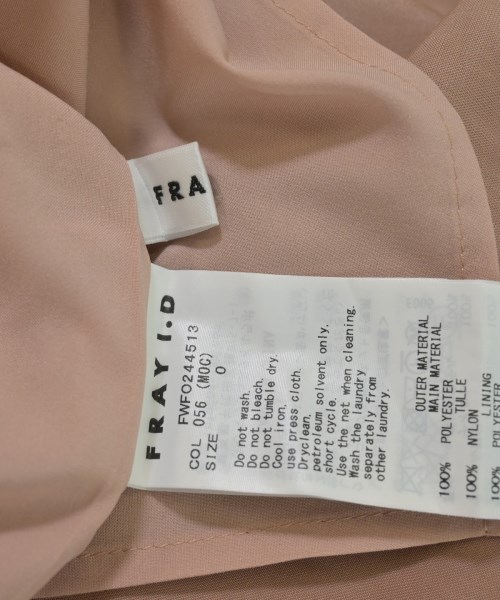 FRA
FRAY I.D
FWFO244513
COL 056 (MOC)
SIZE 0
Do not wash.
Do not bleach.
Do not tumble dry.
Cool iron.
use press cloth.
Dryclean.
petroleum solvent only.
short cycle.
Use the net when cleaning.
Wash the laundry
separately from
other laundry.
OUTER MATERIAL
MAIN MATERIAL
100% POLYESTER
TULLE
100% NYLON
LINING
100% POLYESTER